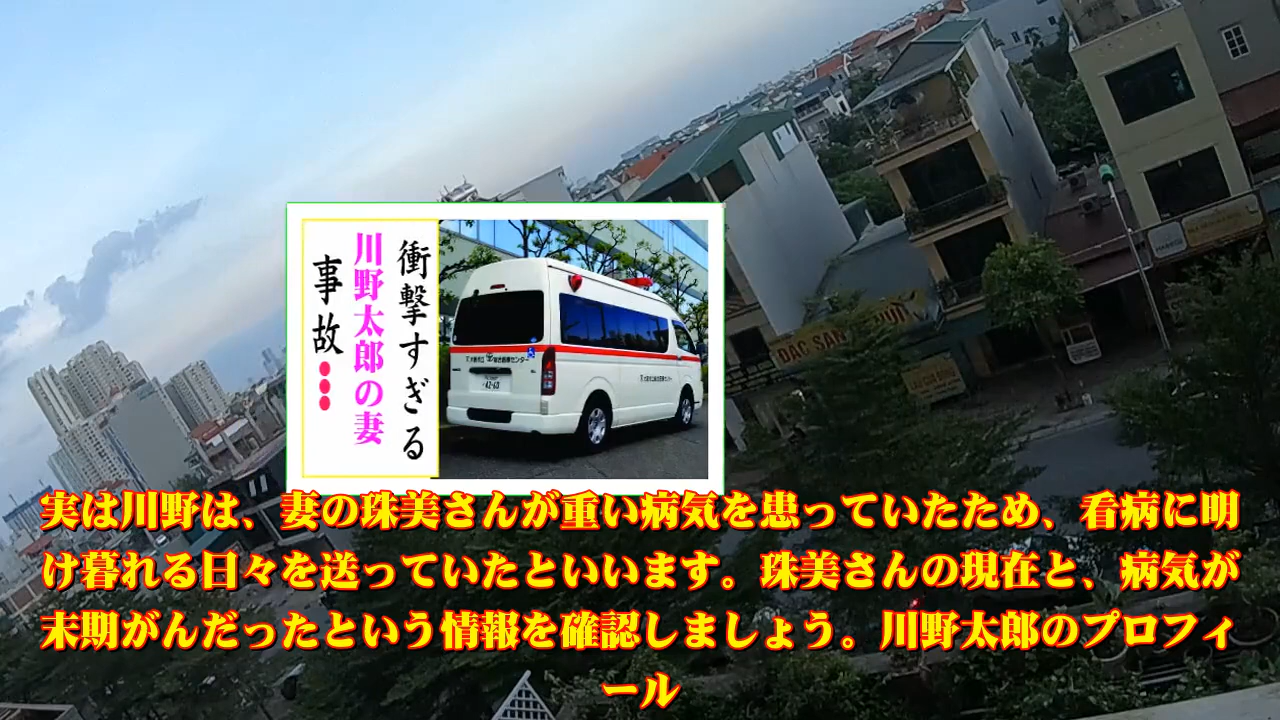 衝撃すぎる
川野太郎の妻
事故●●●
DAC SAN
実は川野は、妻の珠美さんが重い病気を患っていたため、看病に明
け暮れる日々を送っていたといいます。珠美さんの現在と、病気が
末期がんだったという情報を確認しましょう。川野太郎のプロフィ
ール